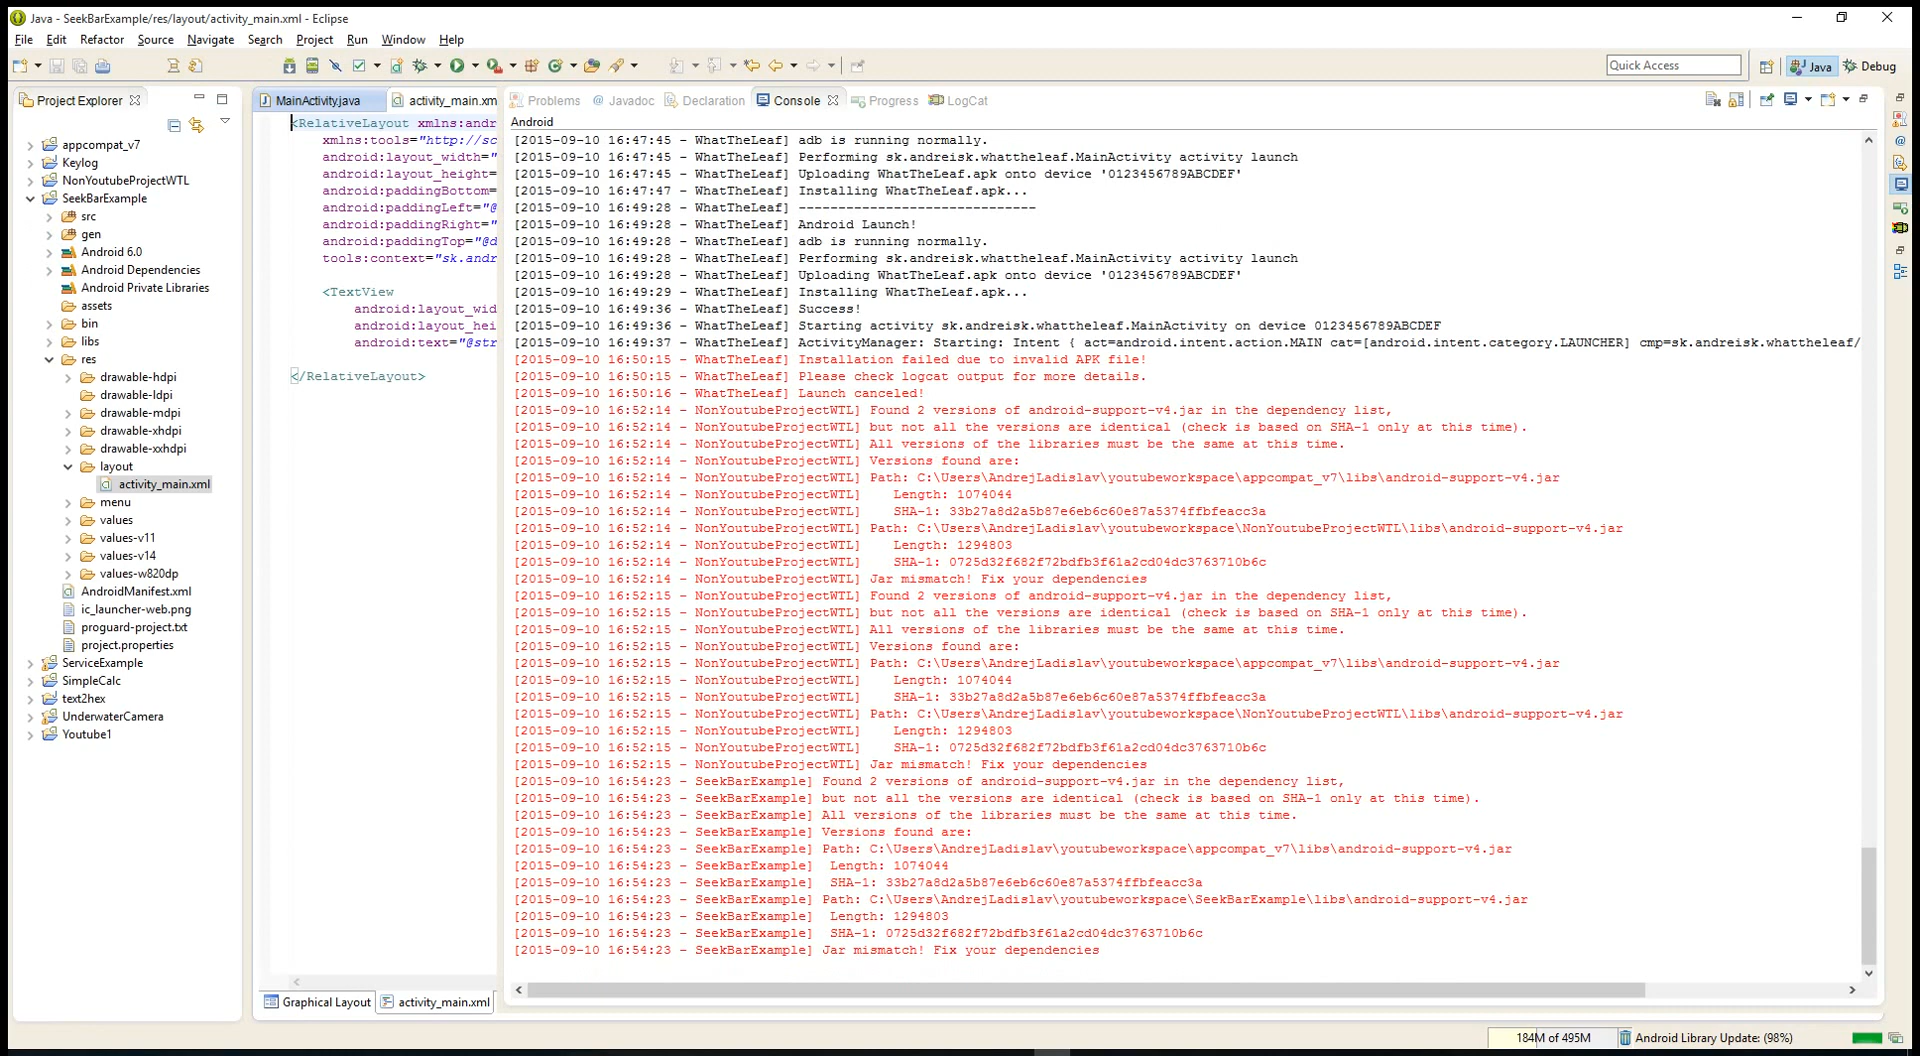 Java - SeekBarExample/res/layout/activity_main.xml - Eclipse
File Edit Refactor Source Navigate Search Project Run Window Help
Quick Access
Java
Debug
Project Explorer
appcompat_v7
Keylog
NonYoutubeProjectWTL
SeekBarExample
src
gen
Android 6.0
Android Dependencies
Android Private Libraries
assets
bin
libs
res
drawable-hdpi
drawable-ldpi
drawable-mdpi
drawable-xhdpi
drawable-xxhdpi
layout
activity_main.xml
menu
values
values-v11
values-v14
values-w820dp
AndroidManifest.xml
ic_launcher-web.png
proguard-project.txt
project.properties
ServiceExample
SimpleCalc
text2hex
UnderwaterCamera
Youtube1
MainActivity.java
activity_main.xm
<RelativeLayout xmlns:andr
xmlns:tools="http://sc
android:layout_width="
android:layout_height=
android:paddingBottom=
android:paddingLeft="@
android:paddingRight="
android:paddingTop="@d
tools:context="sk.andr
<TextView
android:layout_wid
android:layout_hei
android:text="@str
</RelativeLayout>
Graphical Layout
activity_main.xml
Problems Javadoc Declaration Console Progress LogCat
Android
[2015-09-10 16:47:45 - WhatTheLeaf] adb is running normally.
[2015-09-10 16:47:45 - WhatTheLeaf] Performing sk.andreisk.whattheleaf.MainActivity activity launch
[2015-09-10 16:47:45 - WhatTheLeaf] Uploading WhatTheLeaf.apk onto device '0123456789ABCDEF'
[2015-09-10 16:47:47 - WhatTheLeaf] Installing WhatTheLeaf.apk...
[2015-09-10 16:49:28 - WhatTheLeaf] ------------------------------
[2015-09-10 16:49:28 - WhatTheLeaf] Android Launch!
[2015-09-10 16:49:28 - WhatTheLeaf] adb is running normally.
[2015-09-10 16:49:28 - WhatTheLeaf] Performing sk.andreisk.whattheleaf.MainActivity activity launch
[2015-09-10 16:49:28 - WhatTheLeaf] Uploading WhatTheLeaf.apk onto device '0123456789ABCDEF'
[2015-09-10 16:49:29 - WhatTheLeaf] Installing WhatTheLeaf.apk...
[2015-09-10 16:49:36 - WhatTheLeaf] Success!
[2015-09-10 16:49:36 - WhatTheLeaf] Starting activity sk.andreisk.whattheleaf.MainActivity on device 0123456789ABCDEF
[2015-09-10 16:49:37 - WhatTheLeaf] ActivityManager: Starting: Intent { act=android.intent.action.MAIN cat=[android.intent.category.LAUNCHER] cmp=sk.andreisk.whattheleaf/
[2015-09-10 16:50:15 - WhatTheLeaf] Installation failed due to invalid APK file!
[2015-09-10 16:50:15 - WhatTheLeaf] Please check logcat output for more details.
[2015-09-10 16:50:16 - WhatTheLeaf] Launch canceled!
[2015-09-10 16:52:14 - NonYoutubeProjectWTL] Found 2 versions of android-support-v4.jar in the dependency list,
[2015-09-10 16:52:14 - NonYoutubeProjectWTL] but not all the versions are identical (check is based on SHA-1 only at this time).
[2015-09-10 16:52:14 - NonYoutubeProjectWTL] All versions of the libraries must be the same at this time.
[2015-09-10 16:52:14 - NonYoutubeProjectWTL] Versions found are:
[2015-09-10 16:52:14 - NonYoutubeProjectWTL] Path: C:\Users\AndrejLadislav\youtubeworkspace\appcompat_v7\libs\android-support-v4.jar
[2015-09-10 16:52:14 - NonYoutubeProjectWTL] Length: 1074044
[2015-09-10 16:52:14 - NonYoutubeProjectWTL] SHA-1: 33b27a8d2a5b87e6eb6c60e87a5374ffbfeacc3a
[2015-09-10 16:52:14 - NonYoutubeProjectWTL] Path: C:\Users\AndrejLadislav\youtubeworkspace\NonYoutubeProjectWTL\libs\android-support-v4.jar
[2015-09-10 16:52:14 - NonYoutubeProjectWTL] Length: 1294803
[2015-09-10 16:52:14 - NonYoutubeProjectWTL] SHA-1: 0725d32f682f72bdfb3f61a2cd04dc3763710b6c
[2015-09-10 16:52:14 - NonYoutubeProjectWTL] Jar mismatch! Fix your dependencies
[2015-09-10 16:52:15 - NonYoutubeProjectWTL] Found 2 versions of android-support-v4.jar in the dependency list,
[2015-09-10 16:52:15 - NonYoutubeProjectWTL] but not all the versions are identical (check is based on SHA-1 only at this time).
[2015-09-10 16:52:15 - NonYoutubeProjectWTL] All versions of the libraries must be the same at this time.
[2015-09-10 16:52:15 - NonYoutubeProjectWTL] Versions found are:
[2015-09-10 16:52:15 - NonYoutubeProjectWTL] Path: C:\Users\AndrejLadislav\youtubeworkspace\appcompat_v7\libs\android-support-v4.jar
[2015-09-10 16:52:15 - NonYoutubeProjectWTL] Length: 1074044
[2015-09-10 16:52:15 - NonYoutubeProjectWTL] SHA-1: 33b27a8d2a5b87e6eb6c60e87a5374ffbfeacc3a
[2015-09-10 16:52:15 - NonYoutubeProjectWTL] Path: C:\Users\AndrejLadislav\youtubeworkspace\NonYoutubeProjectWTL\libs\android-support-v4.jar
[2015-09-10 16:52:15 - NonYoutubeProjectWTL] Length: 1294803
[2015-09-10 16:52:15 - NonYoutubeProjectWTL] SHA-1: 0725d32f682f72bdfb3f61a2cd04dc3763710b6c
[2015-09-10 16:52:15 - NonYoutubeProjectWTL] Jar mismatch! Fix your dependencies
[2015-09-10 16:54:23 - SeekBarExample] Found 2 versions of android-support-v4.jar in the dependency list,
[2015-09-10 16:54:23 - SeekBarExample] but not all the versions are identical (check is based on SHA-1 only at this time).
[2015-09-10 16:54:23 - SeekBarExample] All versions of the libraries must be the same at this time.
[2015-09-10 16:54:23 - SeekBarExample] Versions found are:
[2015-09-10 16:54:23 - SeekBarExample] Path: C:\Users\AndrejLadislav\youtubeworkspace\appcompat_v7\libs\android-support-v4.jar
[2015-09-10 16:54:23 - SeekBarExample] Length: 1074044
[2015-09-10 16:54:23 - SeekBarExample] SHA-1: 33b27a8d2a5b87e6eb6c60e87a5374ffbfeacc3a
[2015-09-10 16:54:23 - SeekBarExample] Path: C:\Users\AndrejLadislav\youtubeworkspace\SeekBarExample\libs\android-support-v4.jar
[2015-09-10 16:54:23 - SeekBarExample] Length: 1294803
[2015-09-10 16:54:23 - SeekBarExample] SHA-1: 0725d32f682f72bdfb3f61a2cd04dc3763710b6c
[2015-09-10 16:54:23 - SeekBarExample] Jar mismatch! Fix your dependencies
184M of 495M
Android Library Update: (98%)